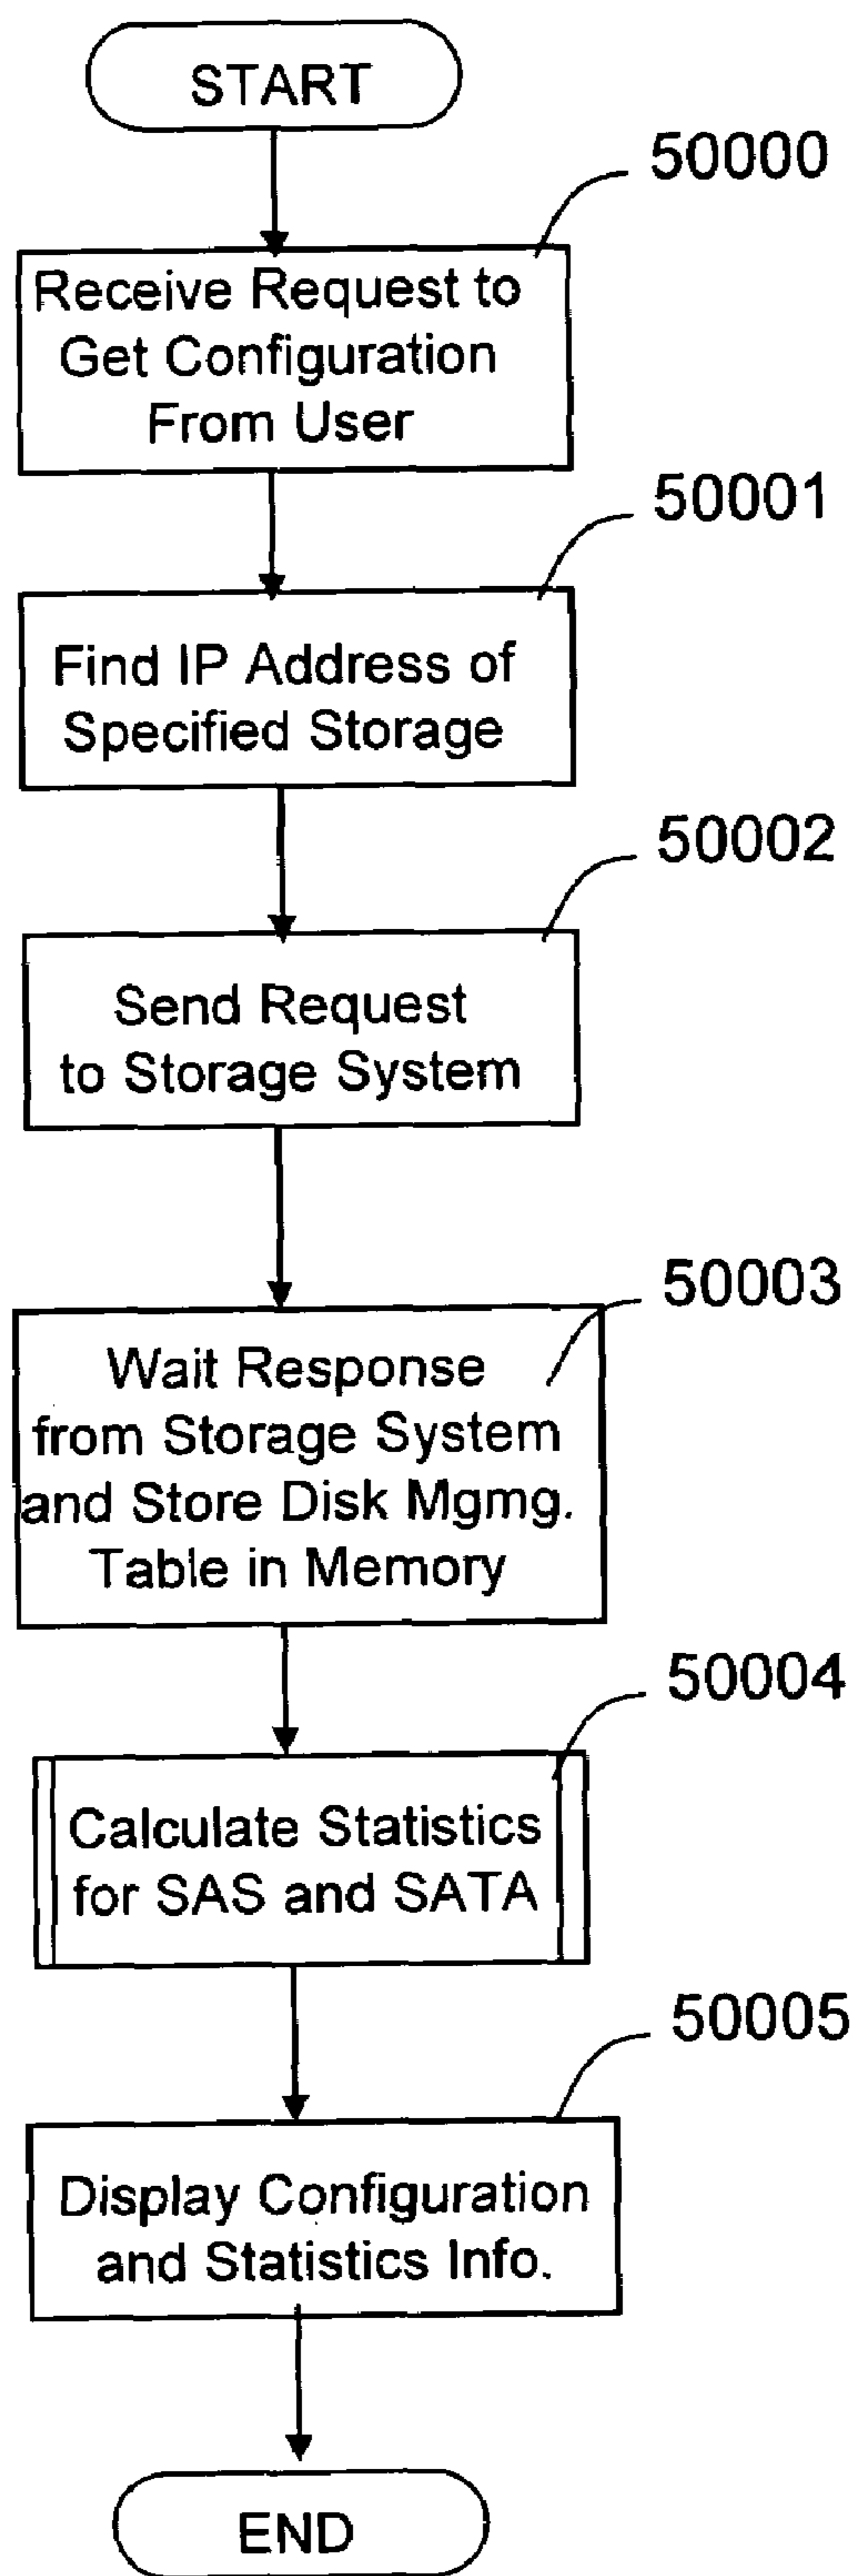 START
50000
Receive Request to
Get Configuration
From User
50001
Find IP Address of
Specified Storage
50002
Send Request
to Storage System
50003
Wait Response
from Storage System
and Store Disk Mgmg.
Table in Memory
50004
Calculate Statistics
for SAS and SATA
50005
Display Configuration
and Statistics Info.
END